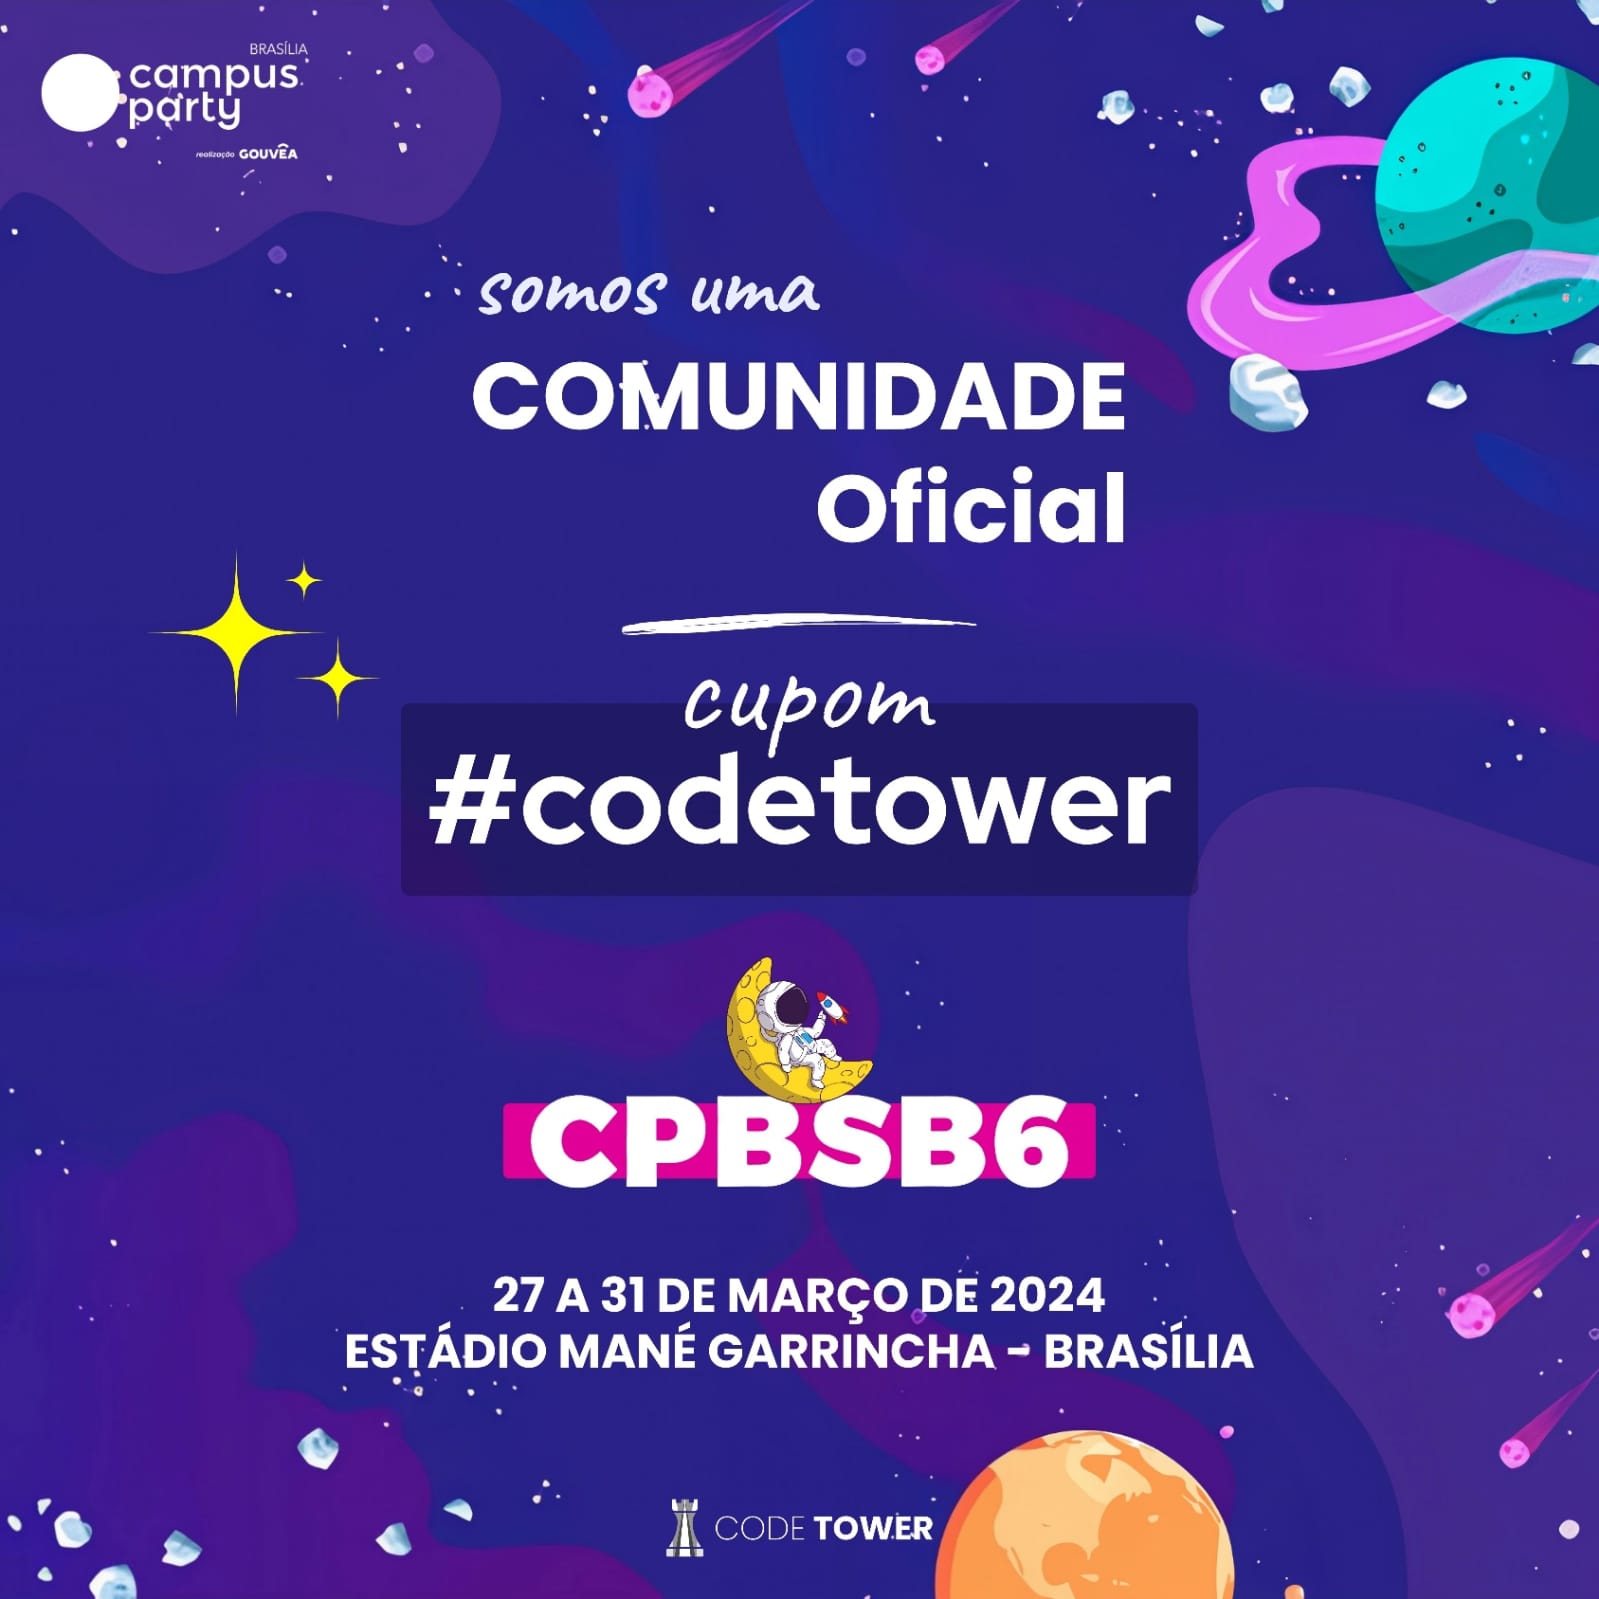 BRASÍLIA
campus
party
realização GOUVÊA
somos uma
COMUNIDADE
Oficial
cupom
#codetower
CPBSB6
27 A 31 DE MARÇO DE 2024
ESTÁDIO MANÉ GARRINCHA - BRASÍLIA
CODE TOWER